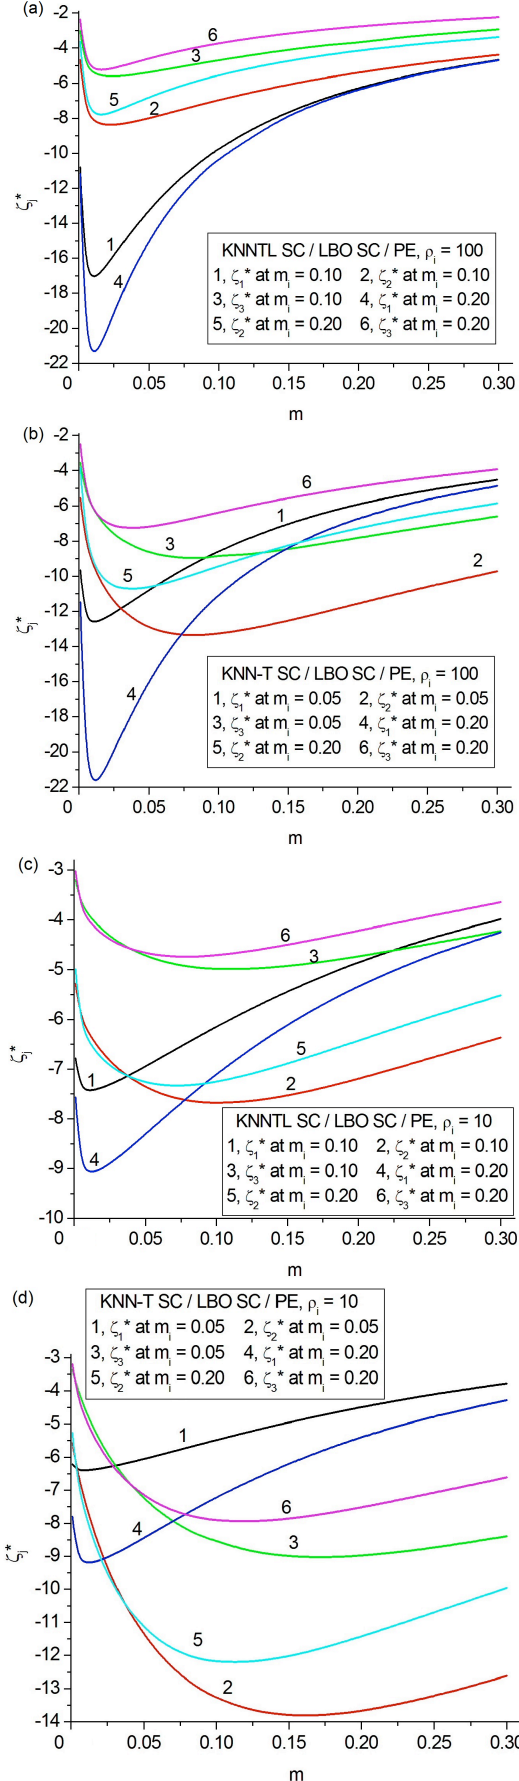 (a)
-2
-4
-6
-8
-10
-12
-14
-16
-18
-20
-22
ζj*
6
3
5
2
1
4
KNNTL SC / LBO SC / PE, ρi = 100
1, ζ1* at mi = 0.10 2, ζ2* at mi = 0.10
3, ζ3* at mi = 0.10 4, ζ1* at mi = 0.20
5, ζ2* at mi = 0.20 6, ζ3* at mi = 0.20
0 0.05 0.10 0.15 0.20 0.25 0.30
m
(b)
-2
-4
-6
-8
-10
-12
-14
-16
-18
-20
-22
ζj*
6
1
3
2
5
4
KNN-T SC / LBO SC / PE, ρi = 100
1, ζ1* at mi = 0.05 2, ζ2* at mi = 0.05
3, ζ3* at mi = 0.05 4, ζ1* at mi = 0.20
5, ζ2* at mi = 0.20 6, ζ3* at mi = 0.20
0 0.05 0.10 0.15 0.20 0.25 0.30
m
(c)
-3
-4
-5
-6
-7
-8
-9
-10
ζj*
6
3
5
1
2
4
KNNTL SC / LBO SC / PE, ρi = 10
1, ζ1* at mi = 0.10 2, ζ2* at mi = 0.10
3, ζ3* at mi = 0.10 4, ζ1* at mi = 0.20
5, ζ2* at mi = 0.20 6, ζ3* at mi = 0.20
0 0.05 0.10 0.15 0.20 0.25 0.30
m
(d)
KNN-T SC / LBO SC / PE, ρi = 10
1, ζ1* at mi = 0.05 2, ζ2* at mi = 0.05
3, ζ3* at mi = 0.05 4, ζ1* at mi = 0.20
5, ζ2* at mi = 0.20 6, ζ3* at mi = 0.20
-3
-4
-5
-6
-7
-8
-9
-10
-11
-12
-13
-14
ζj*
1
6
4
3
5
2
0 0.05 0.10 0.15 0.20 0.25 0.30
m